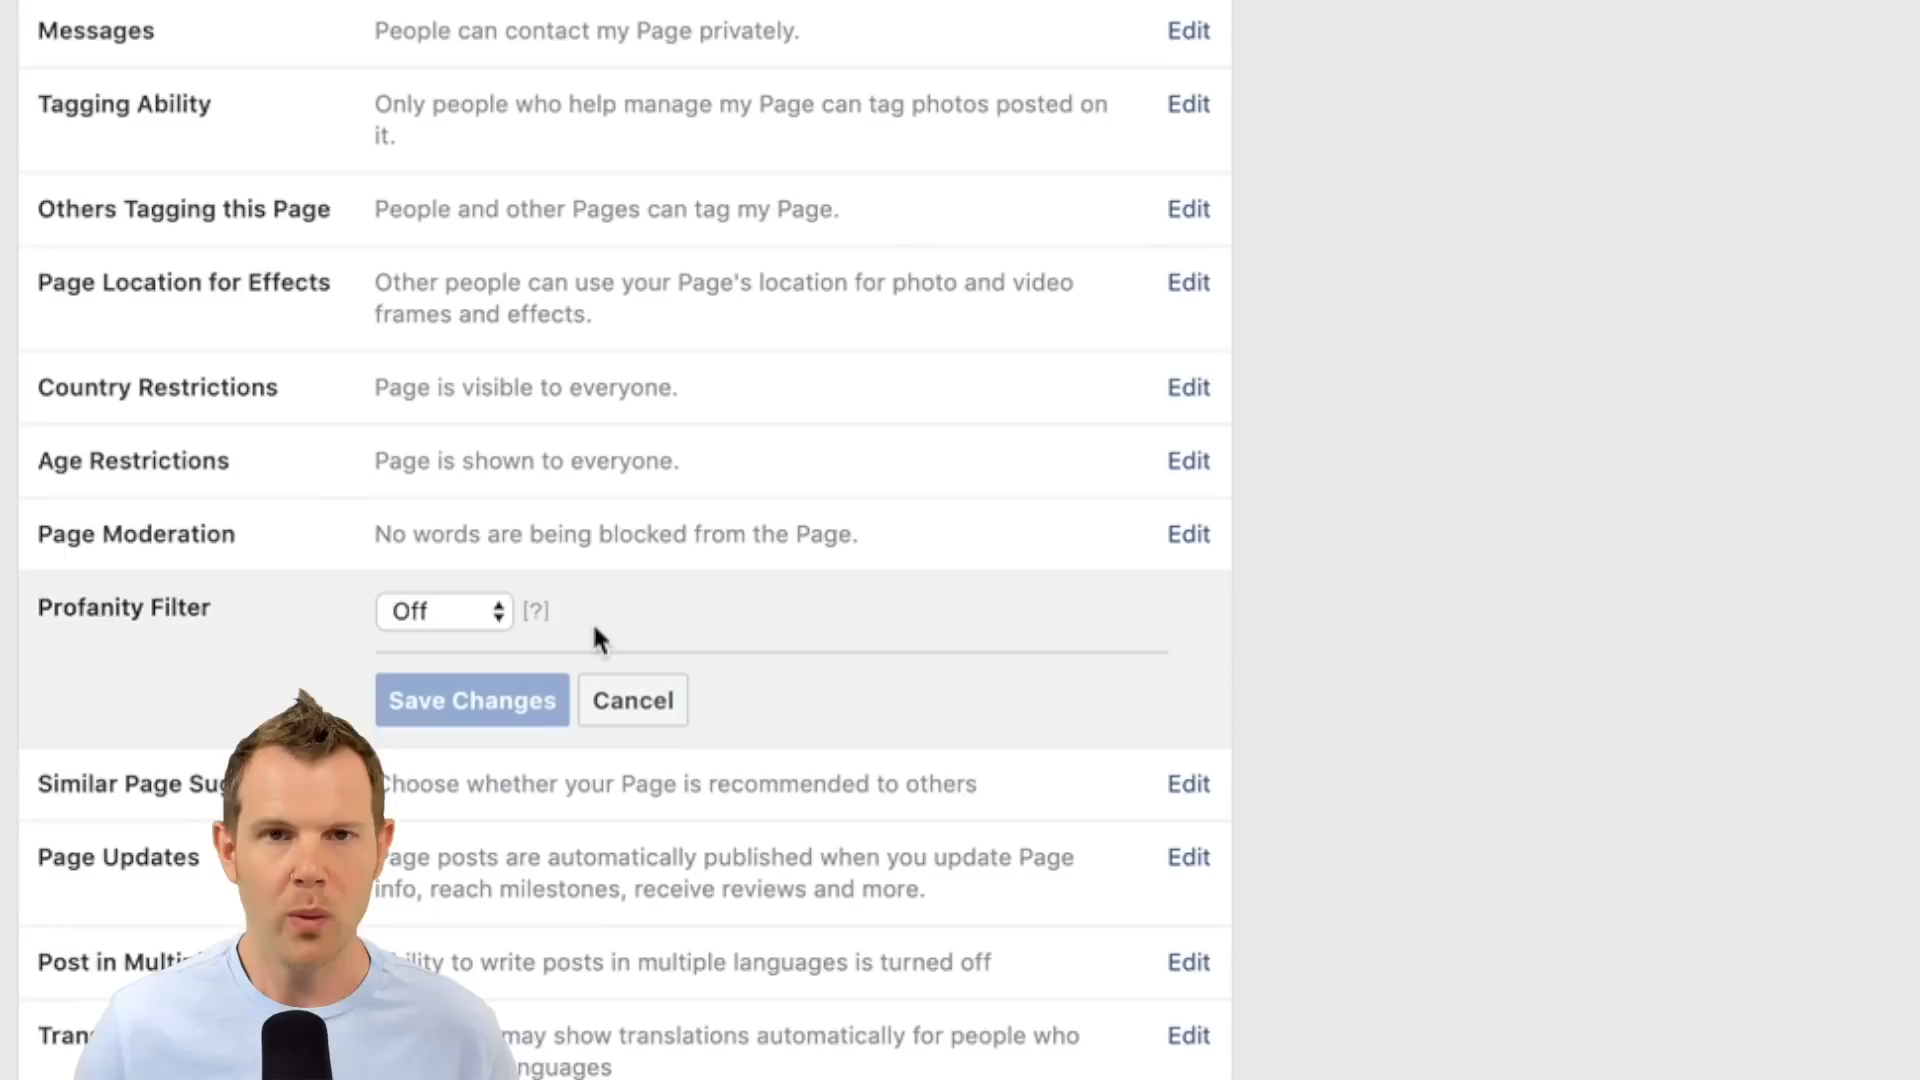 Messages People can contact my Page privately. Edit
Tagging Ability Only people who help manage my Page can tag photos posted on Edit
it.
Others Tagging this Page People and other Pages can tag my Page. Edit
Page Location for Effects Other people can use your Page's location for photo and video Edit
frames and effects.
Country Restrictions Page is visible to everyone. Edit
Age Restrictions Page is shown to everyone. Edit
Page Moderation No words are being blocked from the Page. Edit
Profanity Filter Off [?]
Save Changes Cancel
Similar Page Choose whether your Page is recommended to others Edit
Page Updates Page posts are automatically published when you update Page Edit
info, reach milestones, receive reviews and more.
Post in to write posts in multiple languages is turned off Edit
may show translations automatically for people who Edit